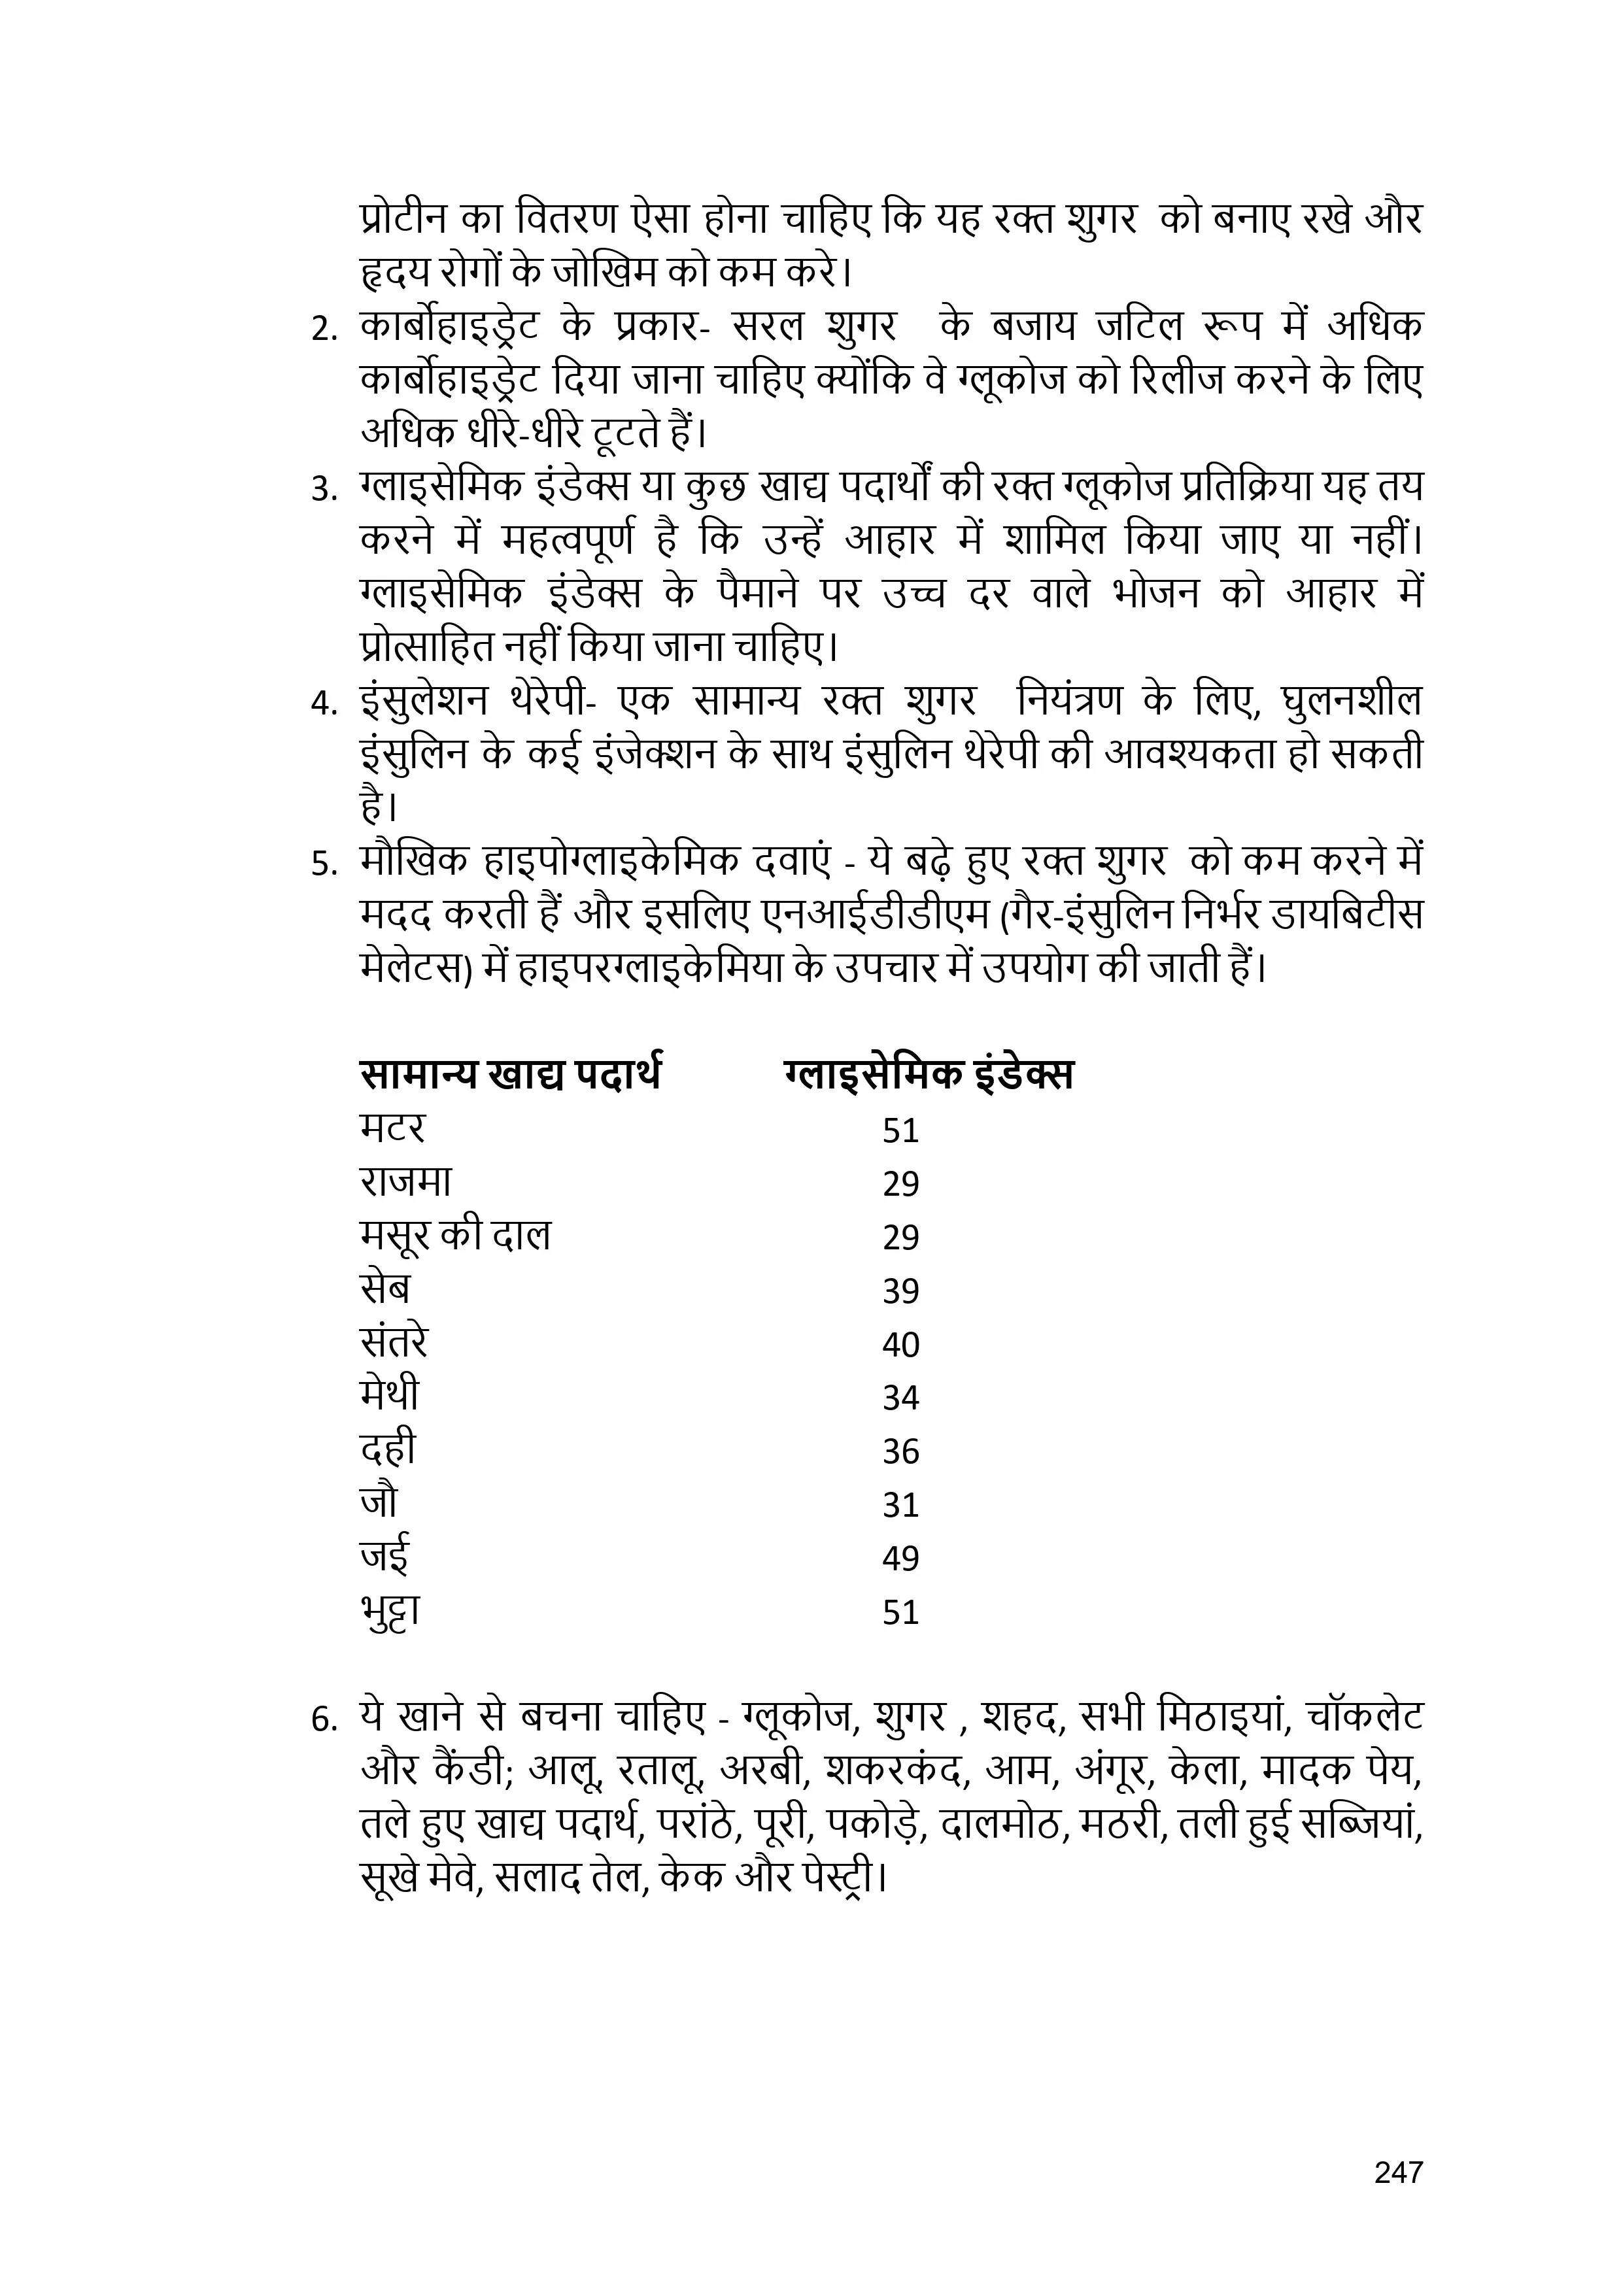 प्रोटीन का वितरण ऐसा होना चाहिए कि यह रक्त शुगर को बनाए रखे और
हृदय रोगों के जोखिम को कम करे।
2. कार्बोहाइड्रेट के प्रकार- सरल शुगर के बजाय जटिल रूप में अधिक
कार्बोहाइड्रेट दिया जाना चाहिए क्योंकि वे ग्लूकोज को रिलीज करने के लिए
अधिक धीरे-धीरे टूटते हैं।
3. ग्लाइसेमिक इंडेक्स या कुछ खाद्य पदार्थों की रक्त ग्लूकोज प्रतिक्रिया यह तय
करने में महत्वपूर्ण है कि उन्हें आहार में शामिल किया जाए या नहीं।
ग्लाइसेमिक इंडेक्स के पैमाने पर उच्च दर वाले भोजन को आहार में
प्रोत्साहित नहीं किया जाना चाहिए।
4. इंसुलेशन थेरेपी- एक सामान्य रक्त शुगर नियंत्रण के लिए, घुलनशील
इंसुलिन के कई इंजेक्शन के साथ इंसुलिन थेरेपी की आवश्यकता हो सकती
है।
5. मौखिक हाइपोग्लाइकेमिक दवाएं - ये बढ़े हुए रक्त शुगर को कम करने में
मदद करती हैं और इसलिए एनआईडीडीएम (गैर-इंसुलिन निर्भर डायबिटीस
मेलेटस) में हाइपरग्लाइकेमिया के उपचार में उपयोग की जाती हैं।
सामान्य खाद्य पदार्थ ग्लाइसेमिक इंडेक्स
मटर 51
राजमा 29
मसूर की दाल 29
सेब 39
संतरे 40
मेथी 34
दही 36
जौ 31
जई 49
भुट्टा 51
6. ये खाने से बचना चाहिए - ग्लूकोज, शुगर , शहद, सभी मिठाइयां, चॉकलेट
और कैंडी; आलू, रतालू, अरबी, शकरकंद, आम, अंगूर, केला, मादक पेय,
तले हुए खाद्य पदार्थ, परांठे, पूरी, पकोड़े, दालमोठ, मठरी, तली हुई सब्जियां,
सूखे मेवे, सलाद तेल, केक और पेस्ट्री।
247